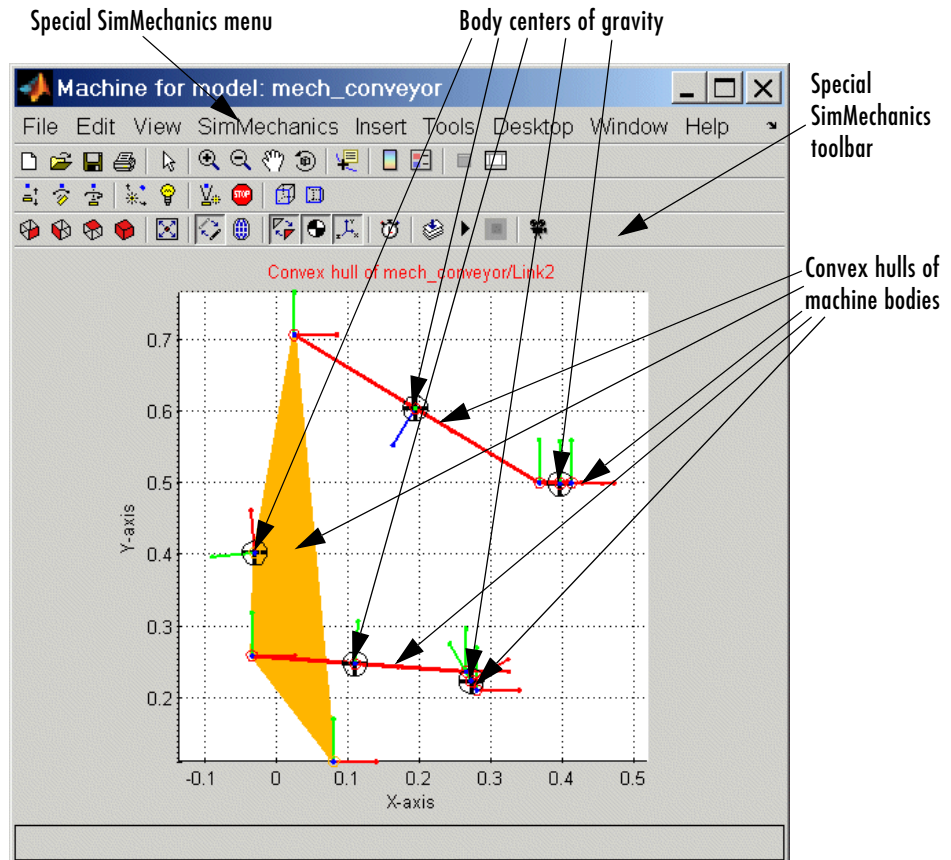 Special SimMechanics menu
Body centers of gravity
Machine for model: mech_conveyor
Special
SimMechanics
toolbar
File Edit View SimMechanics Insert Tools Desktop Window Help
STOP
Convex hull of mech_conveyor/Link2
Convex hulls of
machine bodies
0.7
0.6
0.5
0.4
0.3
0.2
Y-axis
-0.1 0 0.1 0.2 0.3 0.4 0.5
X-axis